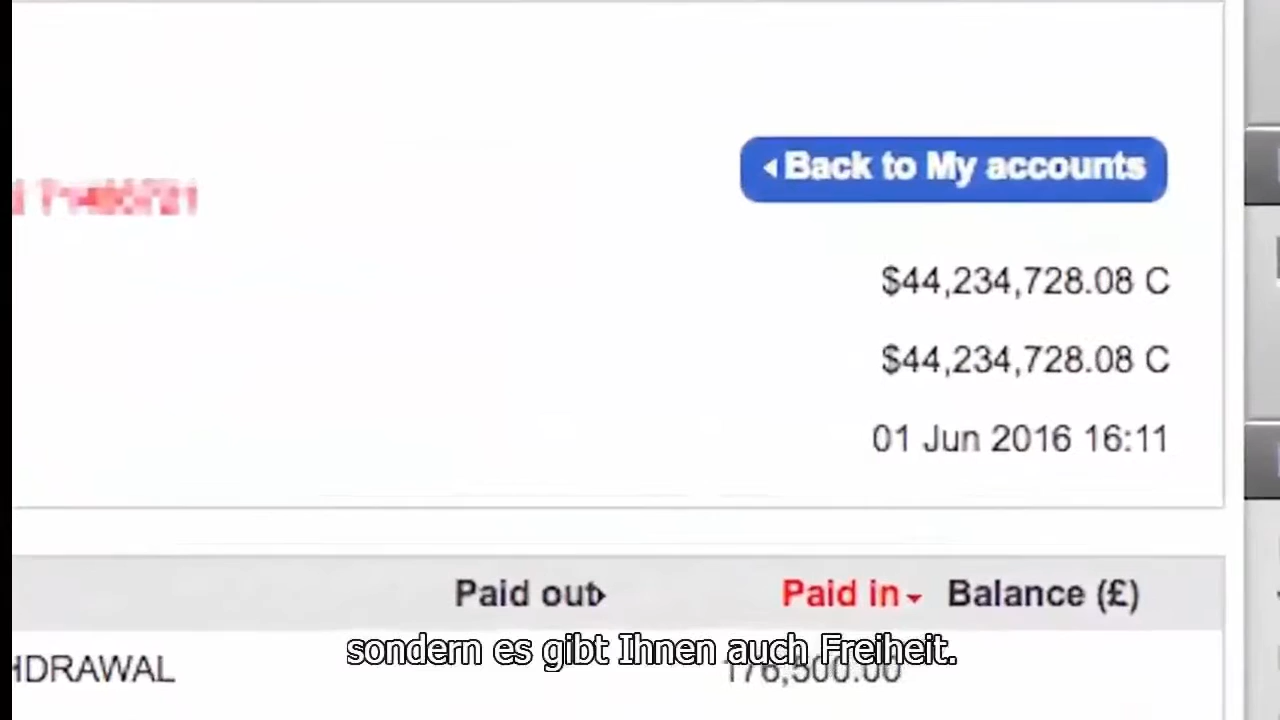 Back to My accounts
$44,234,728.08 C
$44,234,728.08 C
01 Jun 2016 16:11
Paid out Paid in Balance (£)
HDRAWAL 176,500.00
sondern es gibt Ihnen auch Freiheit.